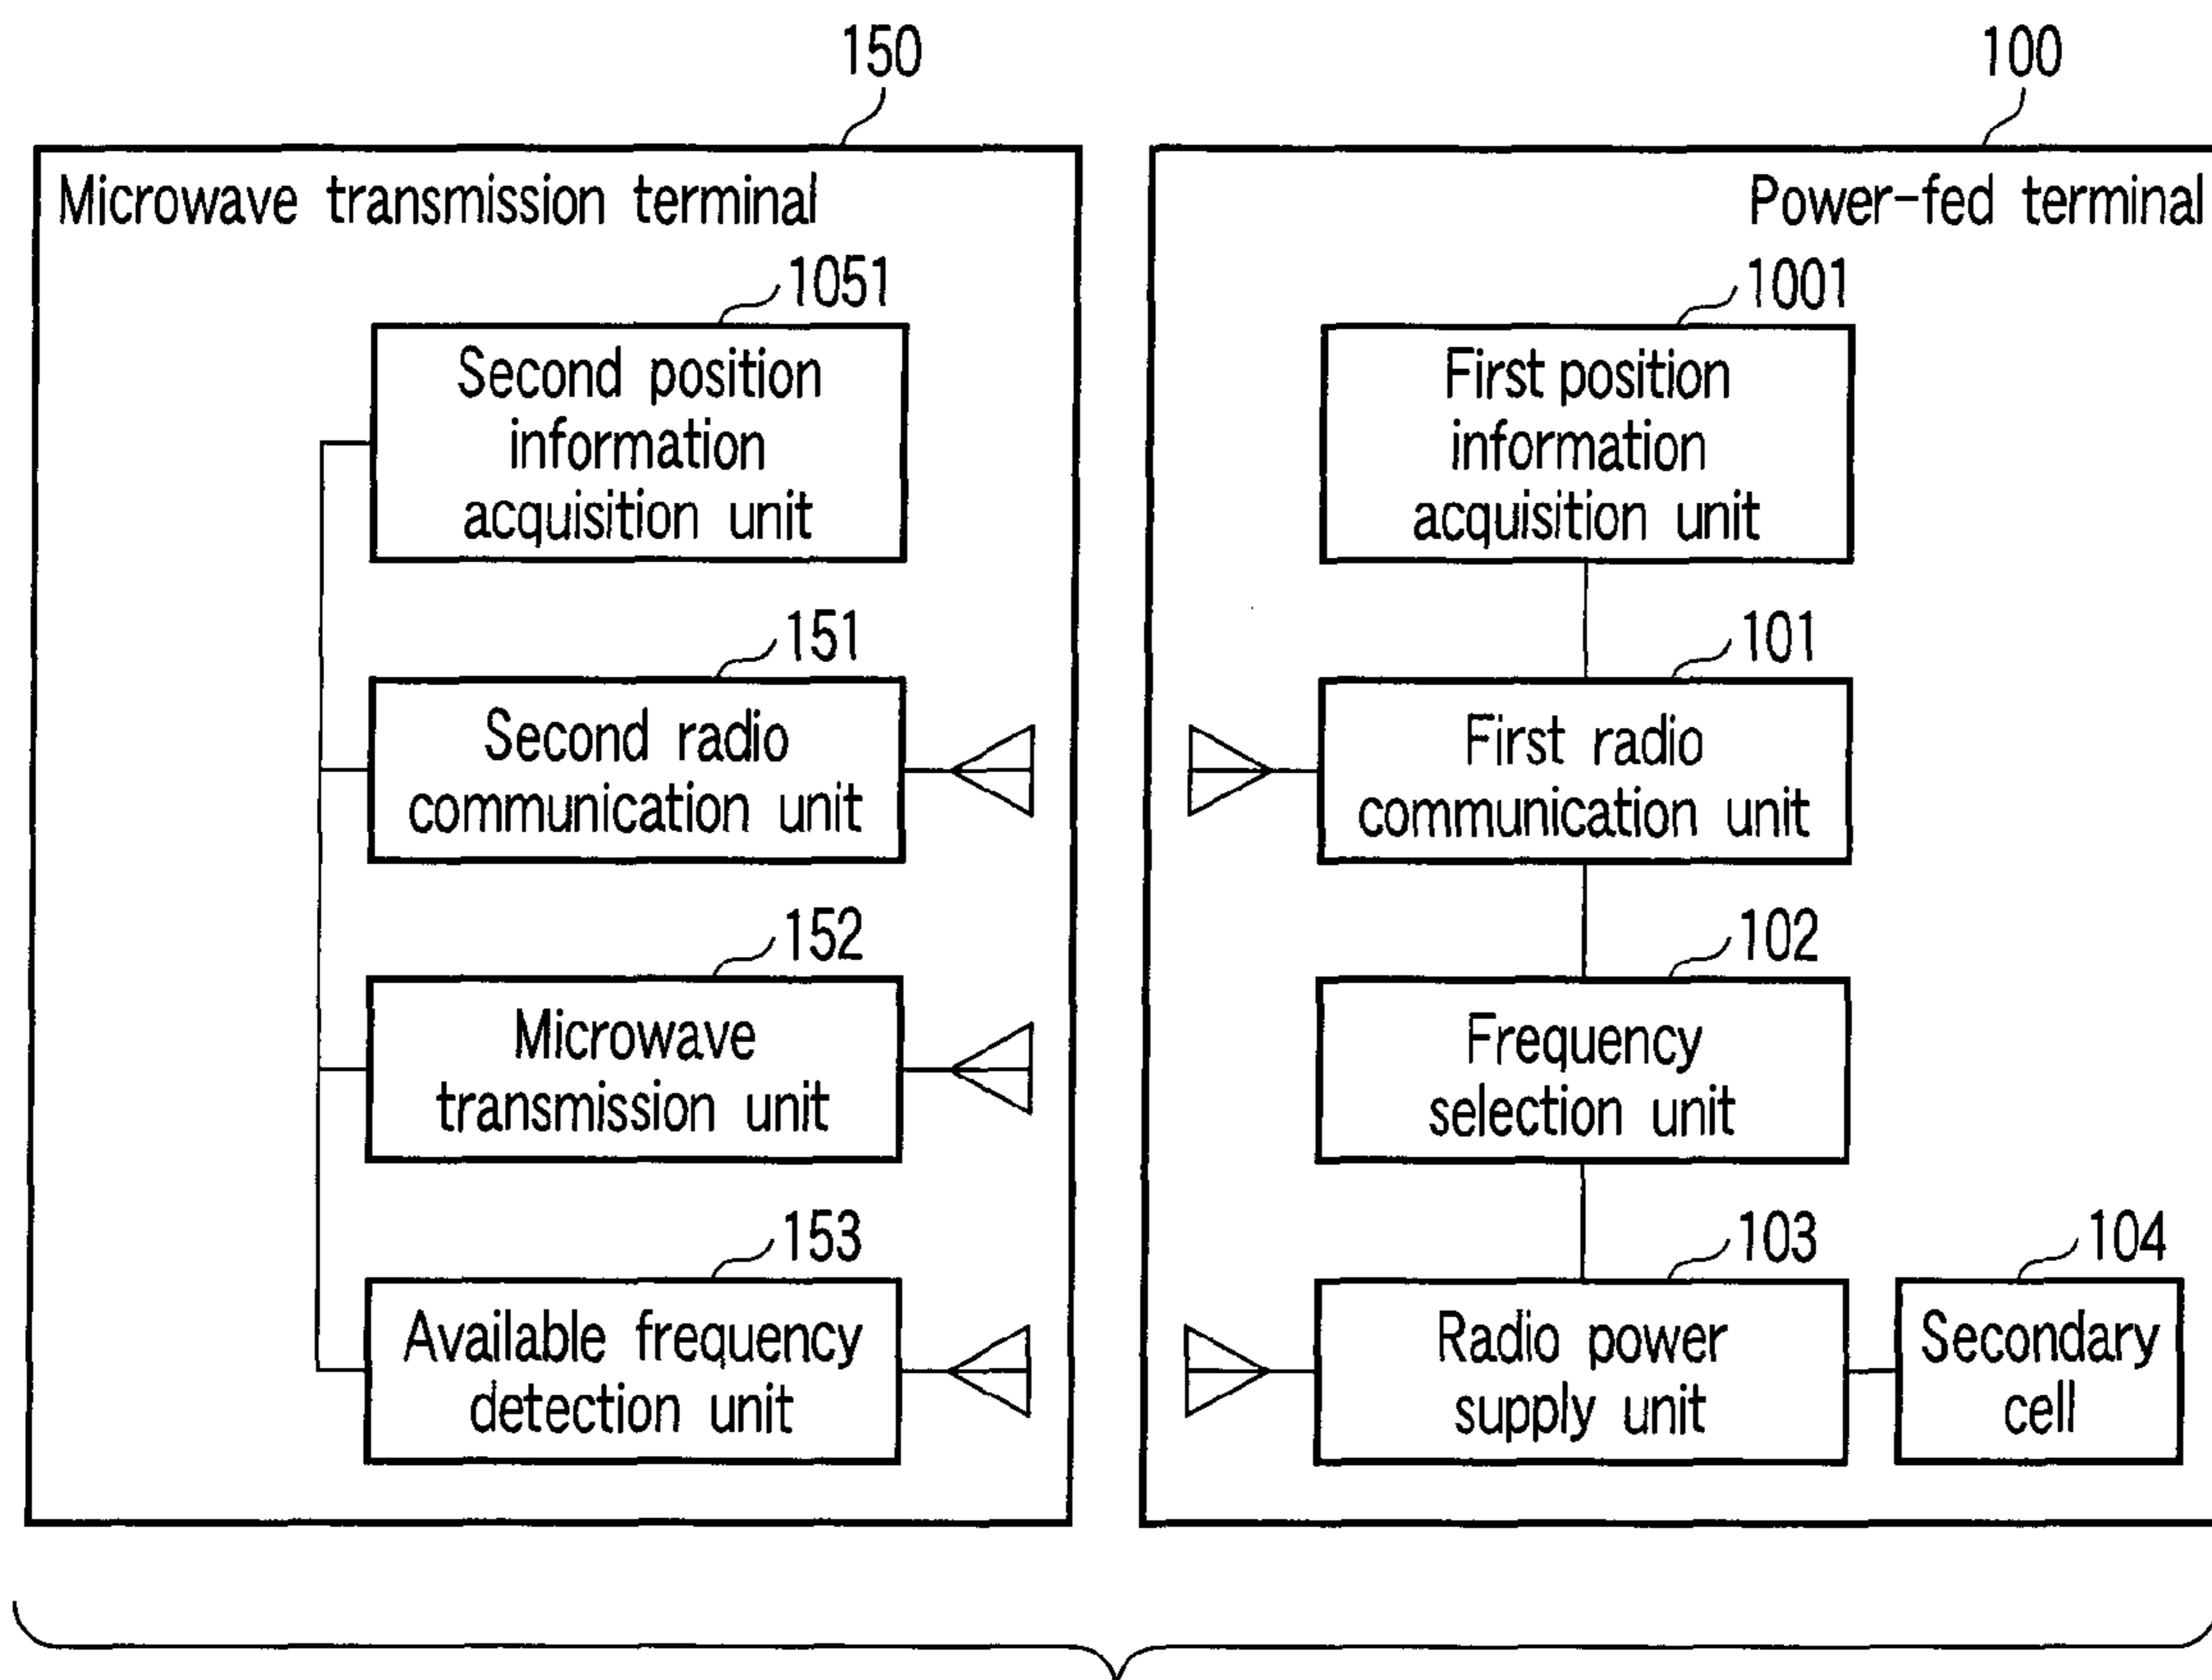 150
Microwave transmission terminal
1051
Second position
information
acquisition unit
151
Second radio
communication unit
152
Microwave
transmission unit
153
Available frequency
detection unit
100
Power-fed terminal
1001
First position
information
acquisition unit
101
First radio
communication unit
102
Frequency
selection unit
103
Radio power
supply unit
104
Secondary
cell